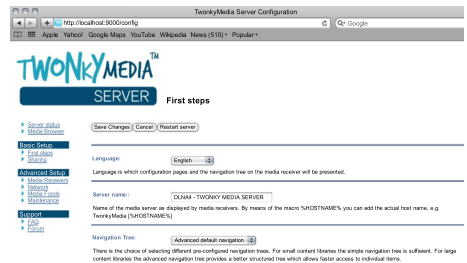 TwonkyMedia Server Configuration
http://localhost:9000/config
Google
Apple Yahoo! Google Maps YouTube Wikipedia News (510) Popular
TWONKYMEDIA™
SERVER
First steps
Server status
Media Browser
Save Changes Cancel Restart server
Basic Setup
First steps
Sharing
Advanced Setup
Media Receivers
Network
Media Feeds
Maintenance
Support
FAQ
Forum
Language:
English
Language is which configuration pages and the navigation tree on the media receiver will be presented.
Server name::
DLNA4 - TWONKY MEDIA SERVER
Name of the media server as displayed by media receivers. By means of the macro %HOSTNAME% you can add the actual host name, e.g.
TwonkyMedia [%HOSTNAME%]
Navigation Tree:
Advanced default navigation
There is the choice of selecting different pre-configured navigation trees. For small content libraries the simple navigation tree is suffieient. For large
content libraries the advanced navigation tree provides a better structured tree which allows faster access to individual items.